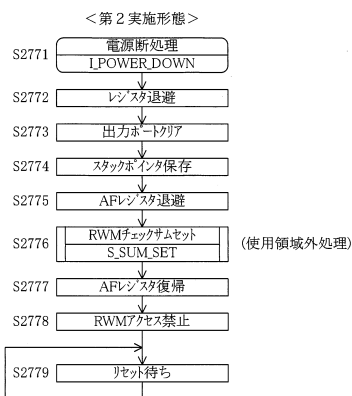 ＜第２実施形態＞
S2771 電源断処理
I_POWER_DOWN
S2772 レジスタ退避
S2773 出力ポートクリア
S2774 スタックポインタ保存
S2775 AFレジスタ退避
S2776 RWMチェックサムセット
S_SUM_SET (使用領域外処理)
S2777 AFレジスタ復帰
S2778 RWMアクセス禁止
S2779 リセット待ち